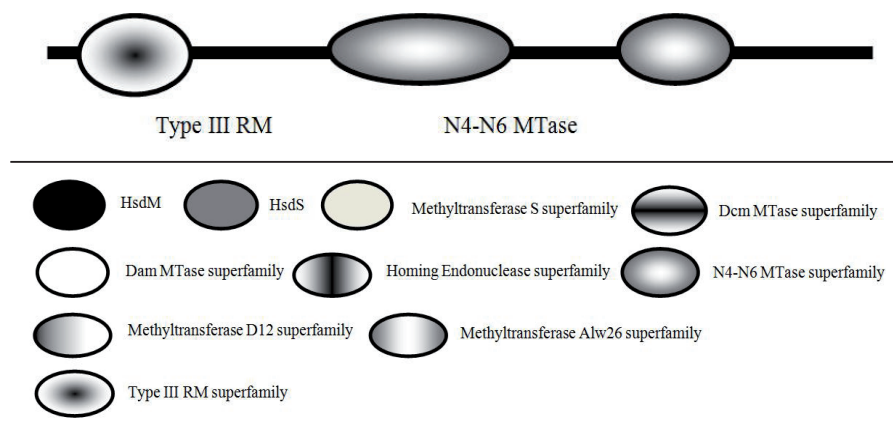 Type III RM
N4-N6 MTase
HsdM
HsdS
Methyltransferase S superfamily
Dcm MTase superfamily
Dam MTase superfamily
Homing Endonuclease superfamily
N4-N6 MTase superfamily
Methyltransferase D12 superfamily
Methyltransferase Alw26 superfamily
Type III RM superfamily